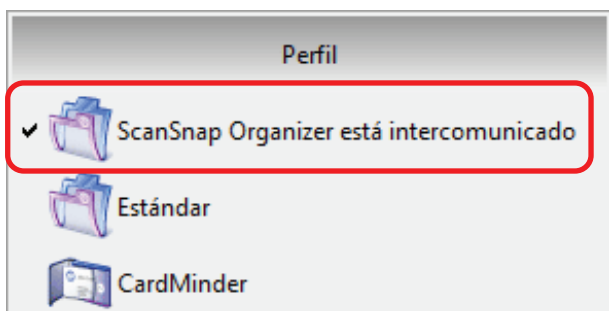 Perfil
ScanSnap Organizer está intercomunicado
Estándar
CardMinder